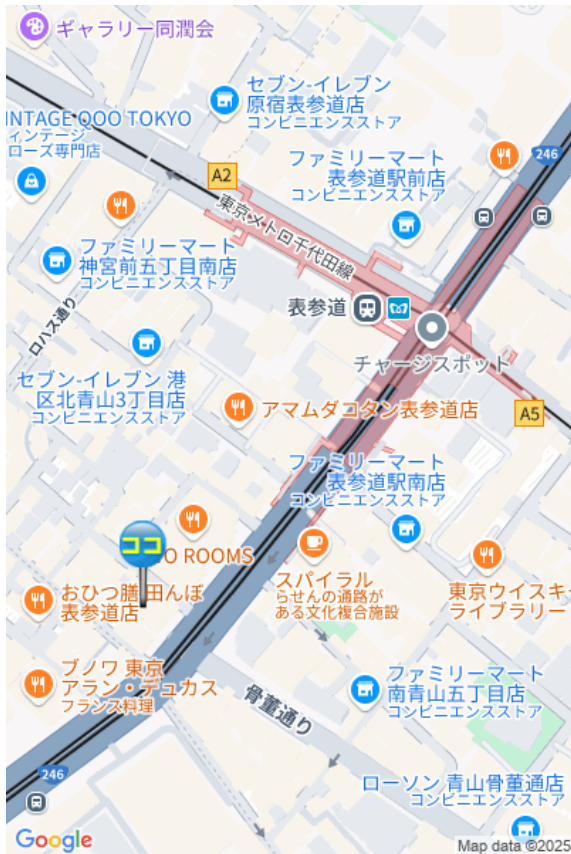 ギャラリー同潤会
セブン-イレブン
原宿表参道店
コンビニエンスストア
INTAGE QOO TOKYO
ィンテージ
ローズ専門店
ファミリーマート
表参道駅前店
コンビニエンスストア
246
A2
東京メトロ千代田線
ファミリーマート
神宮前五丁目南店
コンビニエンスストア
ロハス通り
表参道
チャージスポット
セブン-イレブン 港
区北青山3丁目店
コンビニエンスストア
アマムダコタン表参道店
A5
ファミリーマート
表参道駅南店
コンビニエンスストア
ココ
O ROOMS
スパイラル
らせんの通路が
ある文化複合施設
東京ウイスキー
ライブラリー
おひつ膳 田んぼ
表参道店
ブノワ 東京
アラン・デュカス
フランス料理
骨董通り
ファミリーマート
南青山五丁目店
コンビニエンスストア
246
ローソン 青山骨董通店
コンビニエンスストア
Google
Map data ©2025